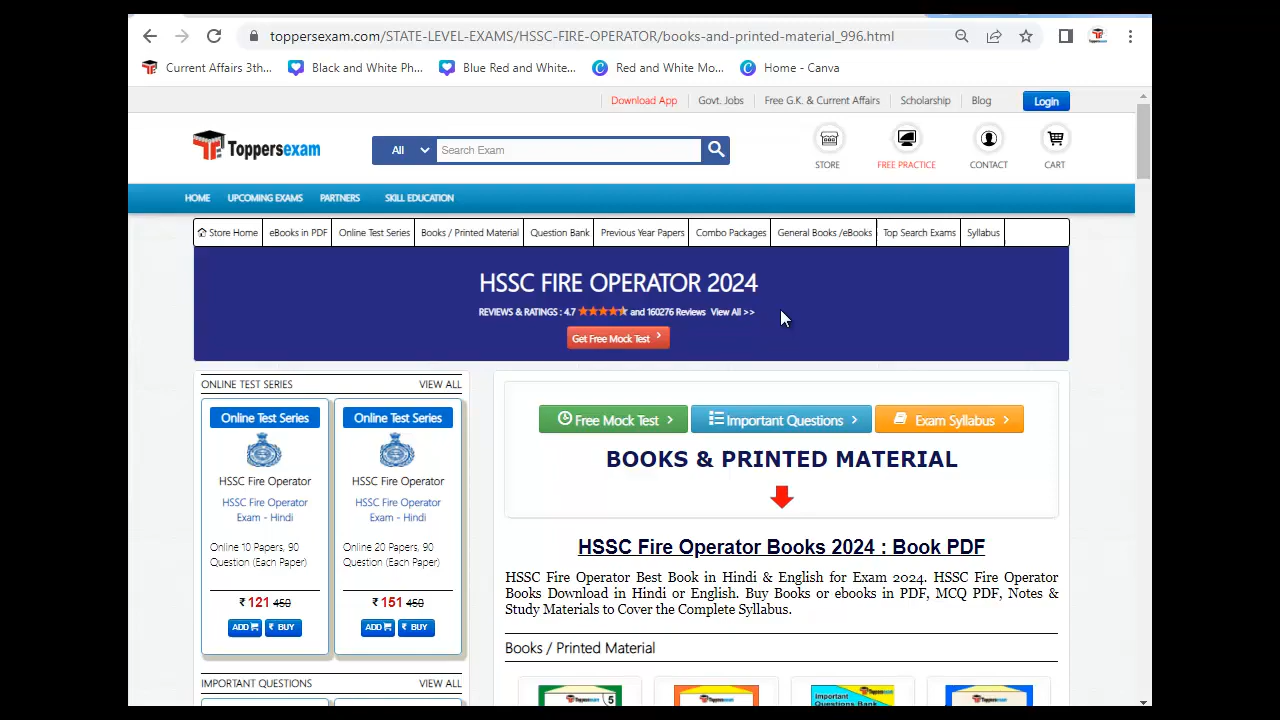 toppersexam.com/STATE-LEVEL-EXAMS/HSSC-FIRE-OPERATOR/books-and-printed-material_996.html
Current Affairs 3th... Black and White Ph... Blue Red and White... Red and White Mo... Home - Canva
Download App Govt. Jobs Free G.K. & Current Affairs Scholarship Blog Login
Toppersexam All Search Exam
STORE FREE PRACTICE CONTACT CART
HOME UPCOMING EXAMS PARTNERS SKILL EDUCATION
Store Home eBooks in PDF Online Test Series Books / Printed Material Question Bank Previous Year Papers Combo Packages General Books /eBooks Top Search Exams Syllabus
HSSC FIRE OPERATOR 2024
REVIEWS & RATINGS : 4.7 and 160276 Reviews View All >>
Get Free Mock Test
ONLINE TEST SERIES VIEW ALL
Online Test Series
HSSC Fire Operator
HSSC Fire Operator
Exam - Hindi
Online 10 Papers, 90
Question (Each Paper)
₹ 121 450
ADD ₹ BUY
Online Test Series
HSSC Fire Operator
HSSC Fire Operator
Exam - Hindi
Online 20 Papers, 90
Question (Each Paper)
₹ 151 450
ADD ₹ BUY
IMPORTANT QUESTIONS VIEW ALL
Free Mock Test Important Questions Exam Syllabus
BOOKS & PRINTED MATERIAL
HSSC Fire Operator Books 2024 : Book PDF
HSSC Fire Operator Best Book in Hindi & English for Exam 2024. HSSC Fire Operator
Books Download in Hindi or English. Buy Books or ebooks in PDF, MCQ PDF, Notes &
Study Materials to Cover the Complete Syllabus.
Books / Printed Material
5
Important
Questions Bank